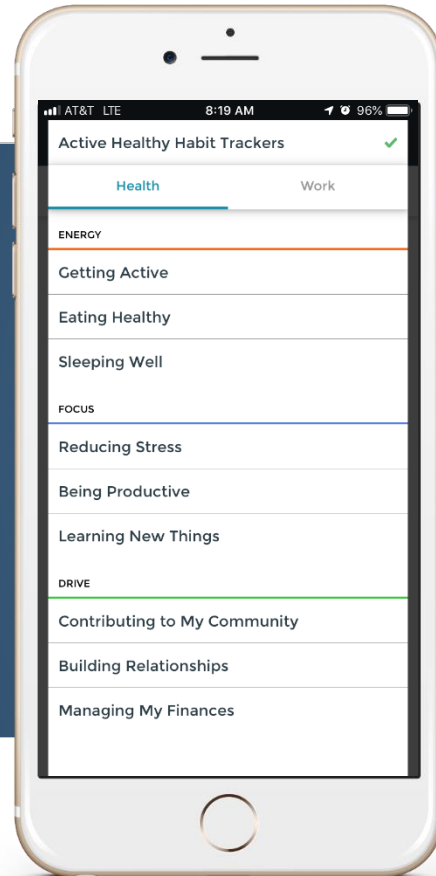 AT&T LTE 8:19 AM 96%
Active Healthy Habit Trackers
Health Work
ENERGY
Getting Active
Eating Healthy
Sleeping Well
FOCUS
Reducing Stress
Being Productive
Learning New Things
DRIVE
Contributing to My Community
Building Relationships
Managing My Finances